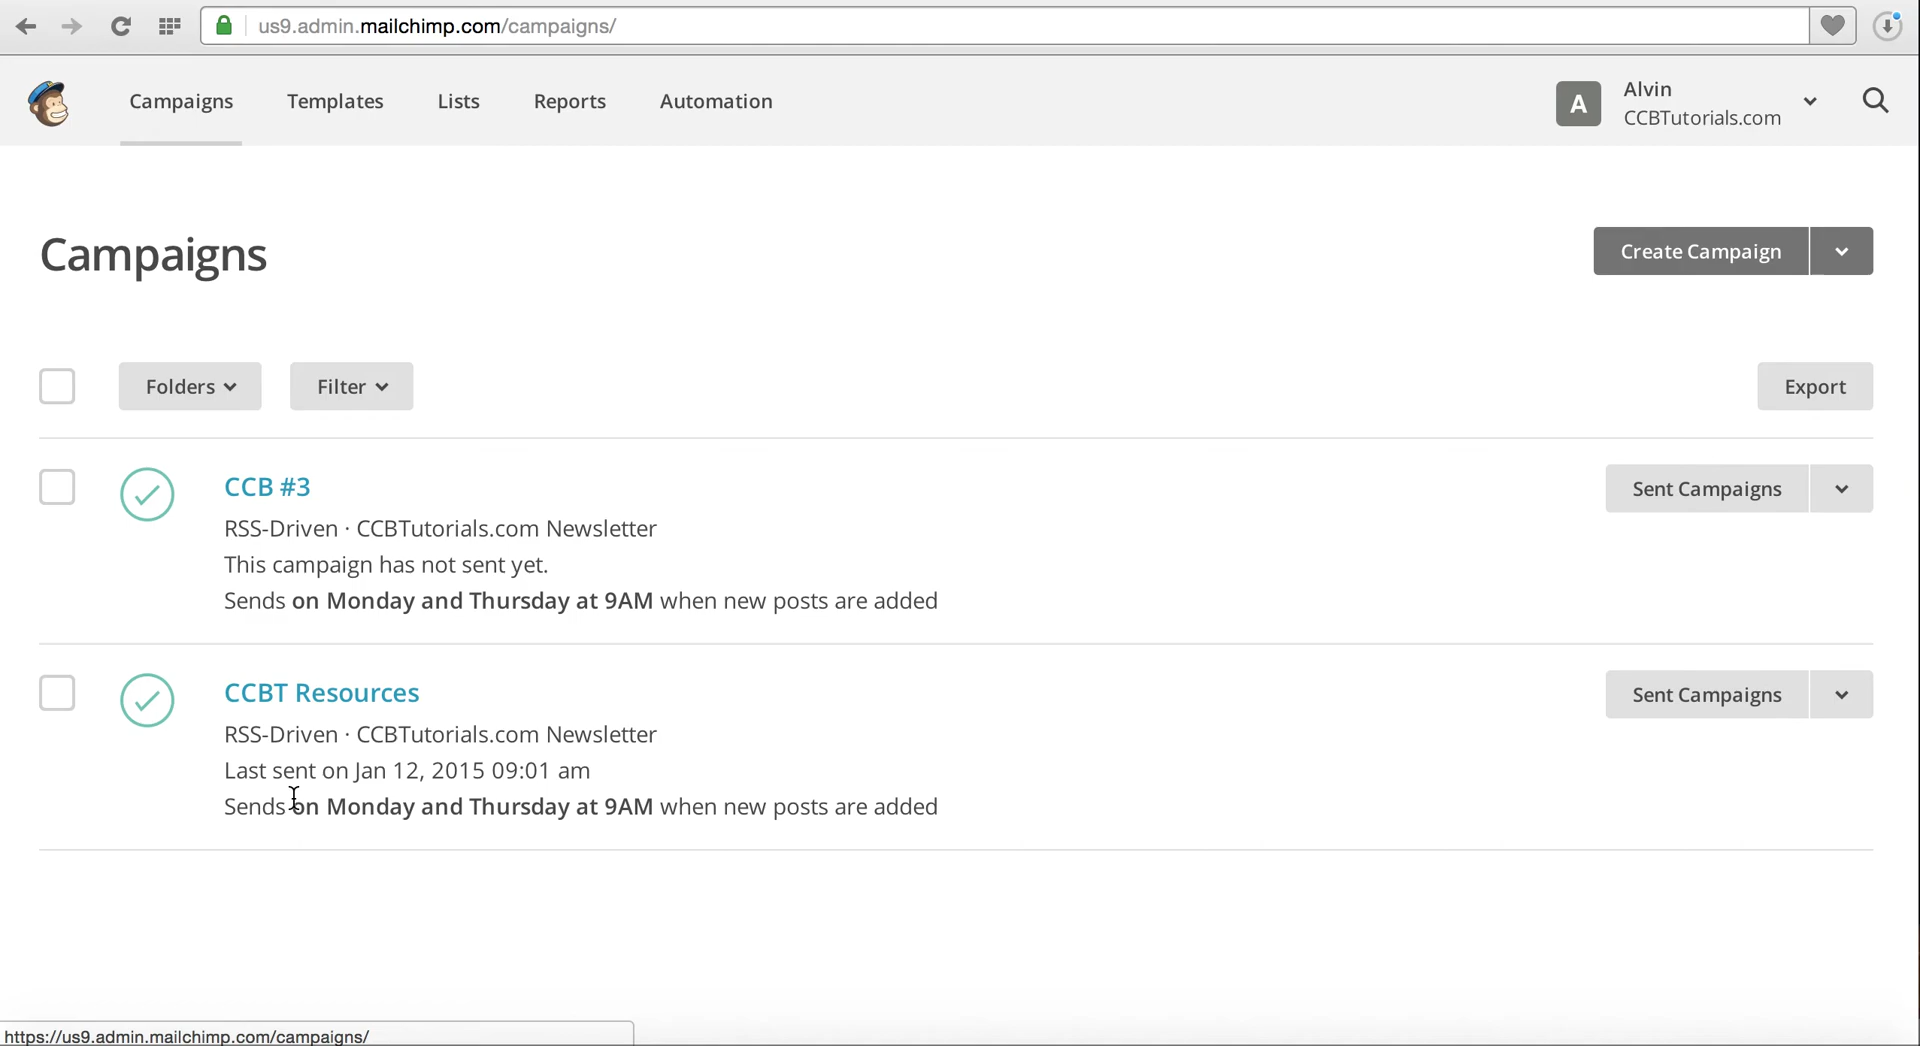 us9.admin.mailchimp.com/campaigns/
Campaigns
Templates
Lists
Reports
Automation
A
Alvin
CCBTutorials.com
Campaigns
Create Campaign
Folders
Filter
Export
CCB #3
Sent Campaigns
RSS-Driven · CCBTutorials.com Newsletter
This campaign has not sent yet.
Sends on Monday and Thursday at 9AM when new posts are added
CCBT Resources
Sent Campaigns
RSS-Driven · CCBTutorials.com Newsletter
Last sent on Jan 12, 2015 09:01 am
Sends on Monday and Thursday at 9AM when new posts are added
https://us9.admin.mailchimp.com/campaigns/